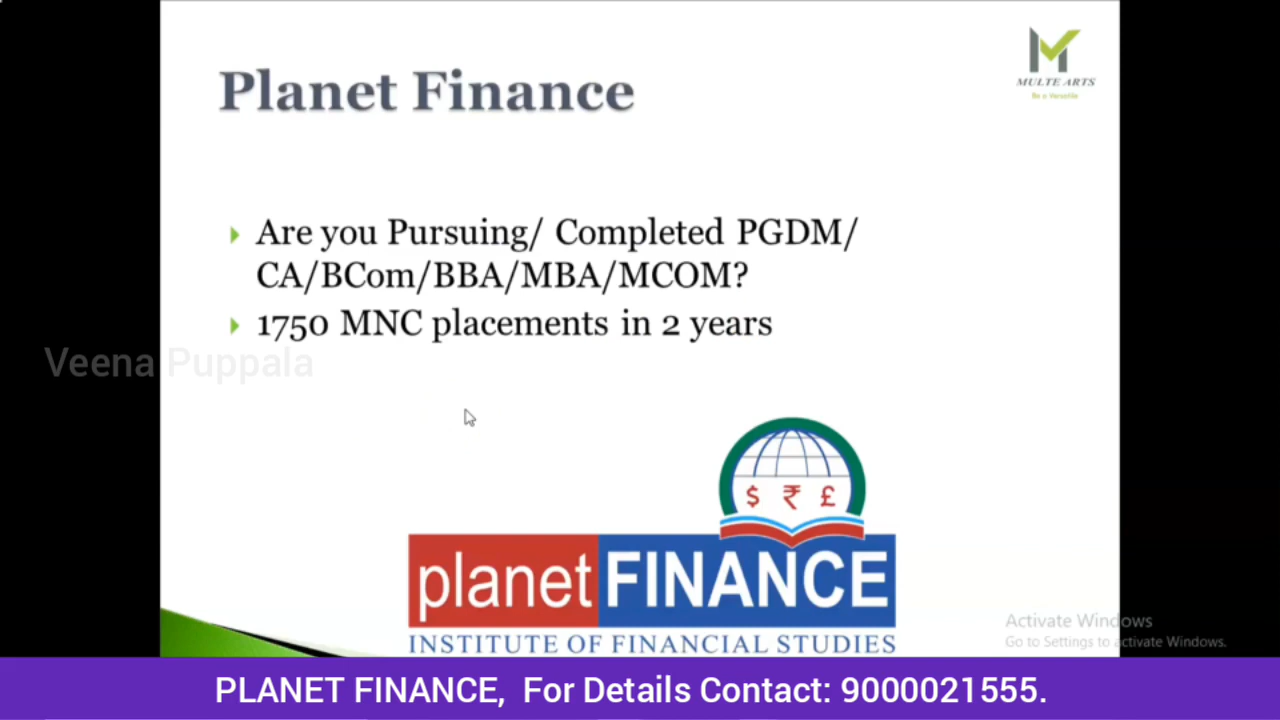 MULTE ARTS
Be a Versatile
Planet Finance
Are you Pursuing/ Completed PGDM/
CA/BCom/BBA/MBA/MCOM?
1750 MNC placements in 2 years
Veena Puppala
$ ₹ £
planet FINANCE
INSTITUTE OF FINANCIAL STUDIES
Activate Windows
Go to Settings to activate Windows.
PLANET FINANCE, For Details Contact: 9000021555.